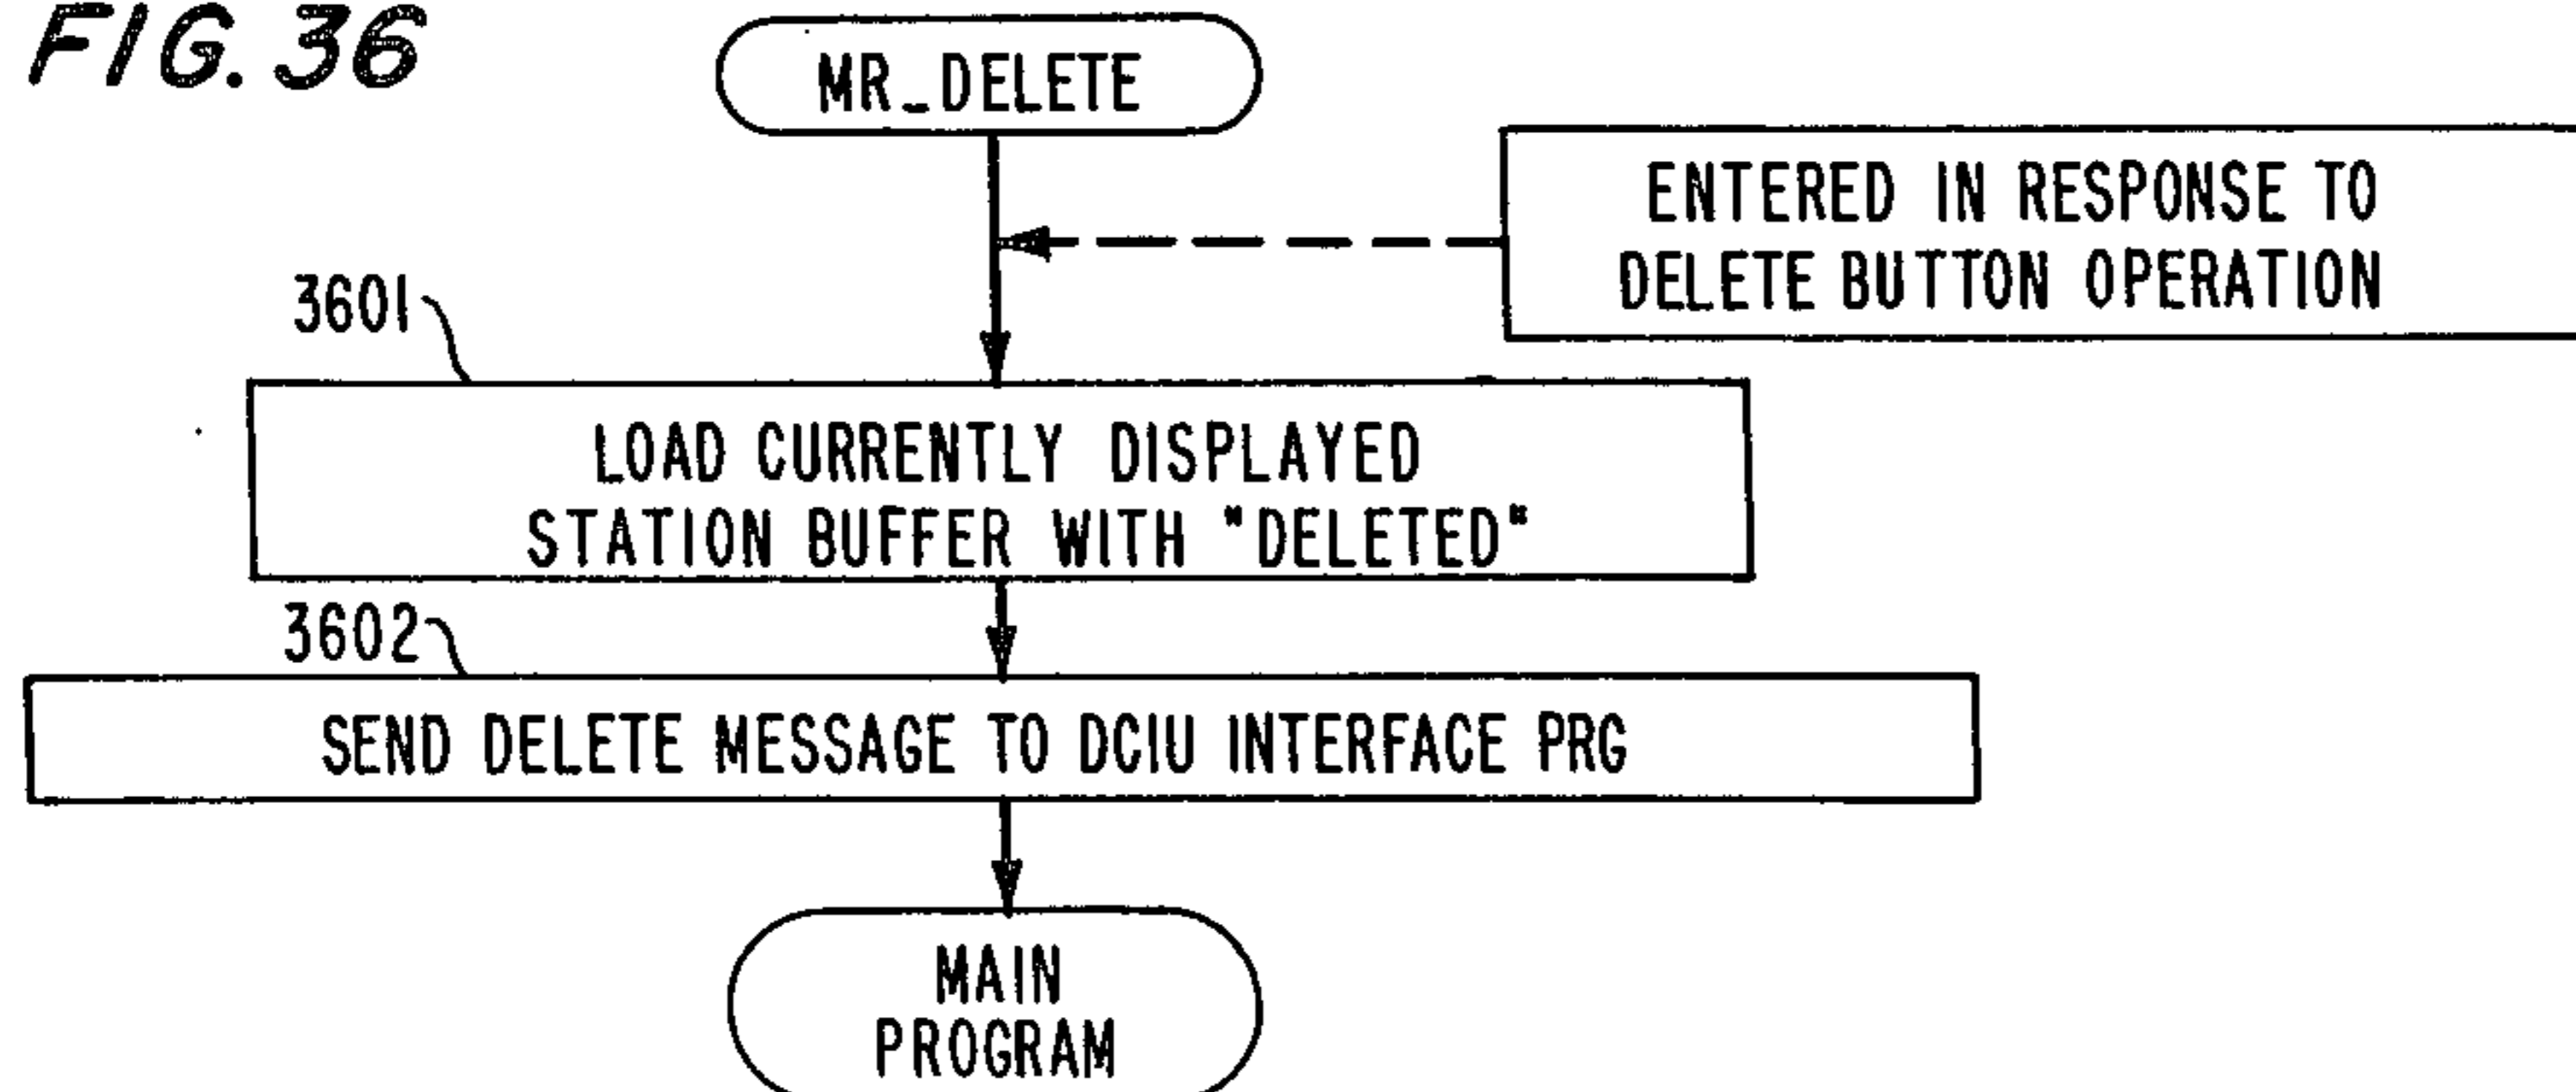 FIG. 36
MR_DELETE
ENTERED IN RESPONSE TO
DELETE BUTTON OPERATION
3601
LOAD CURRENTLY DISPLAYED
STATION BUFFER WITH "DELETED"
3602
SEND DELETE MESSAGE TO DCIU INTERFACE PRG
MAIN
PROGRAM